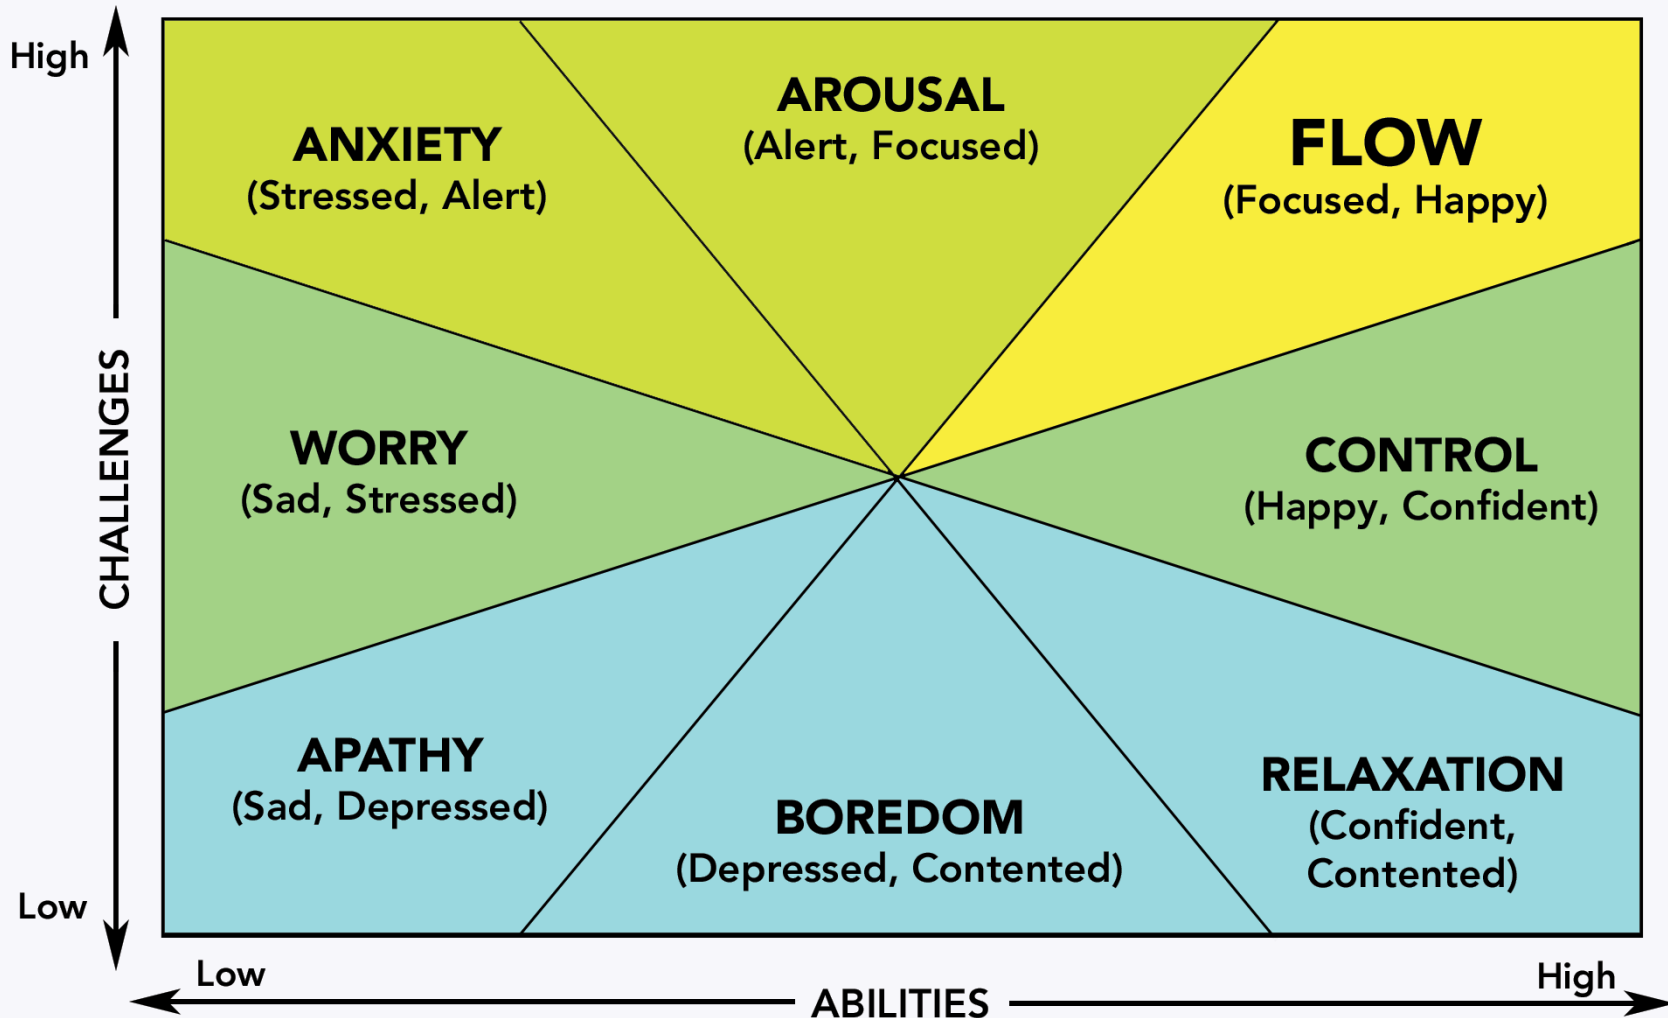 High
AROUSAL
(Alert, Focused)
ANXIETY
(Stressed, Alert)
FLOW
(Focused, Happy)
CHALLENGES
WORRY
(Sad, Stressed)
CONTROL
(Happy, Confident)
APATHY
(Sad, Depressed)
BOREDOM
(Depressed, Contented)
RELAXATION
(Confident,
Contented)
Low
Low
ABILITIES
High